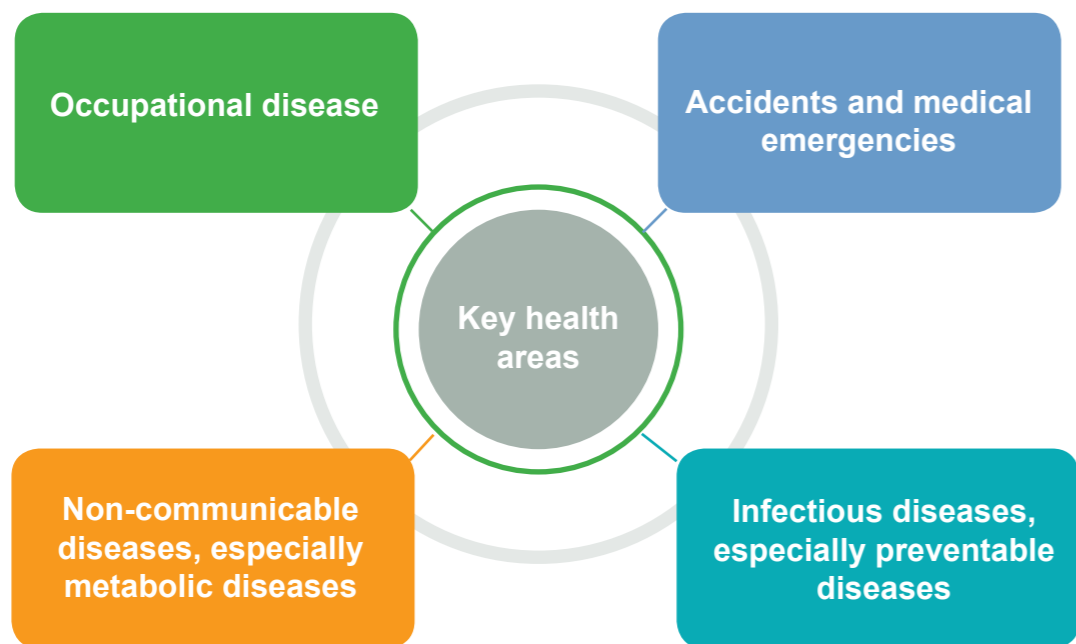 Occupational disease
Accidents and medical
emergencies
Key health
areas
Non-communicable
diseases, especially
metabolic diseases
Infectious diseases,
especially preventable
diseases